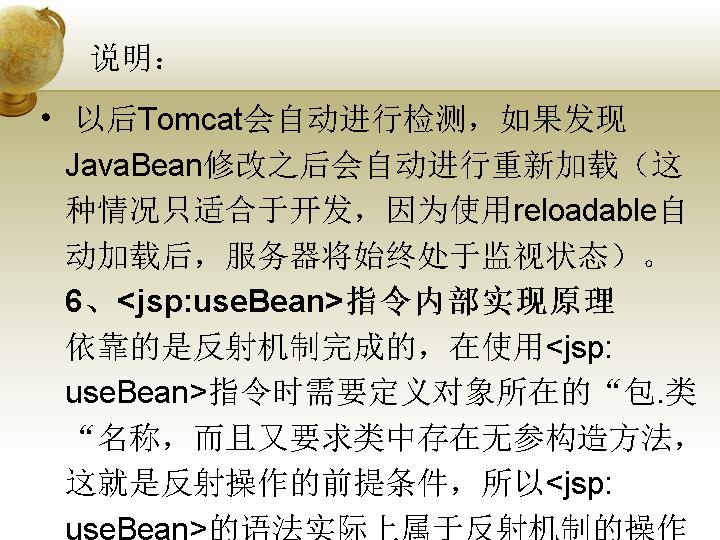 说明：
• 以后Tomcat会自动进行检测，如果发现
JavaBean修改之后会自动进行重新加载（这
种情况只适合于开发，因为使用reloadable自
动加载后，服务器将始终处于监视状态）。
6、<jsp:useBean>指令内部实现原理
依靠的是反射机制完成的，在使用<jsp:
useBean>指令时需要定义对象所在的“包.类
“名称，而且又要求类中存在无参构造方法，
这就是反射操作的前提条件，所以<jsp:
useBean>的语法实际上属于反射机制的操作